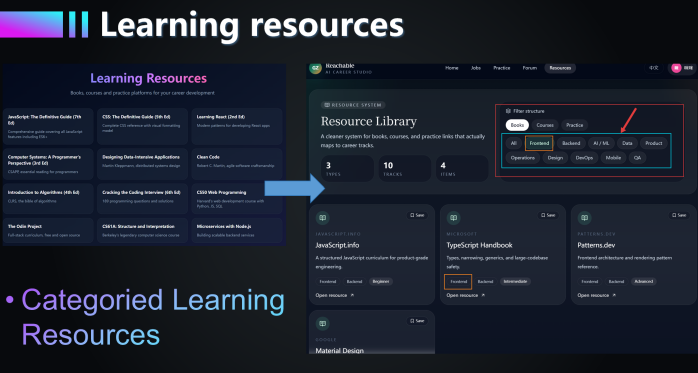 Learning resources
Learning Resources
Books, courses and practice platforms for your career development
JavaScript: The Definitive Guide (7th
Ed)
Comprehensive guide covering all JavaScript
features including ES6+
CSS: The Definitive Guide (5th Ed)
Complete CSS reference with visual formatting
model
Learning React (2nd Ed)
Modern patterns for developing React apps
Computer Systems: A Programmer's
Perspective (3rd Ed)
CSAPP, essential reading for programmers
Designing Data-Intensive Applications
Martin Kleppmann, distributed systems design
Clean Code
Robert C. Martin, agile software craftsmanship
Introduction to Algorithms (4th Ed)
CLRS, the bible of algorithms
Cracking the Coding Interview (6th Ed)
189 programming questions and solutions
CS50 Web Programming
Harvard's web development course with
Python, JS, SQL
The Odin Project
Full-stack curriculum, free and open source
CS61A: Structure and Interpretation
Berkeley's legendary computer science course
Microservices with Node.js
Building scalable backend services
• Categoried Learning
Resources
Reachable
AI CAREER STUDIO
Home Jobs Practice Forum Resources
中文
RESOURCE SYSTEM
Resource Library
A cleaner system for books, courses, and practice links that actually
maps to career tracks.
3
TYPES
10
TRACKS
4
ITEMS
Filter structure
Books Courses Practice
All Frontend Backend AI / ML Data Product
Operations Design DevOps Mobile QA
Save
JAVASCRIPT.INFO
JavaScript.info
A structured JavaScript curriculum for product-grade
engineering.
Frontend Backend Beginner
Open resource ↗
Save
MICROSOFT
TypeScript Handbook
Types, narrowing, generics, and large-codebase
safety.
Frontend Backend Intermediate
Open resource ↗
Save
PATTERNS.DEV
Patterns.dev
Frontend architecture and rendering pattern
reference.
Frontend Backend Advanced
Open resource ↗
Save
GOOGLE
Material Design